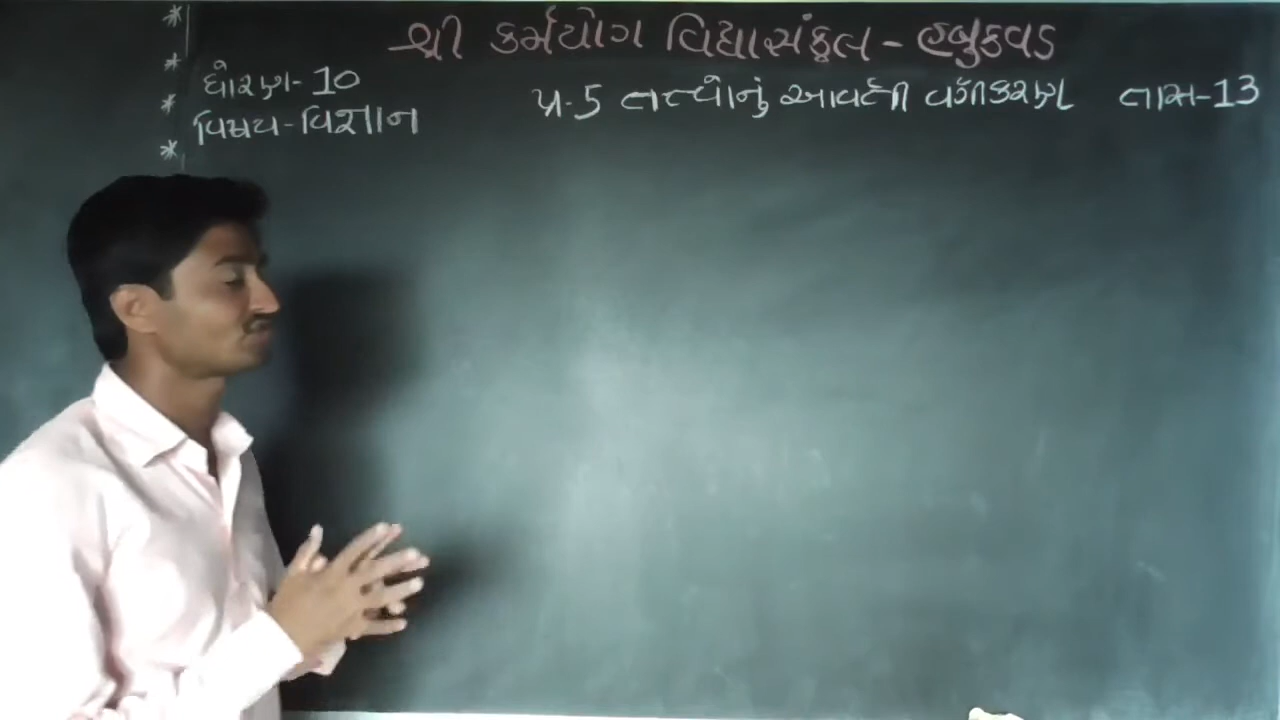 શ્રી કર્મયોગ વિદ્યાસંકુલ - હબુકવડ
ધોરણ - 10
પ્ર - 5 તત્ત્વોનું આવર્તી વર્ગીકરણ તાસ - 13
વિષય - વિજ્ઞાન